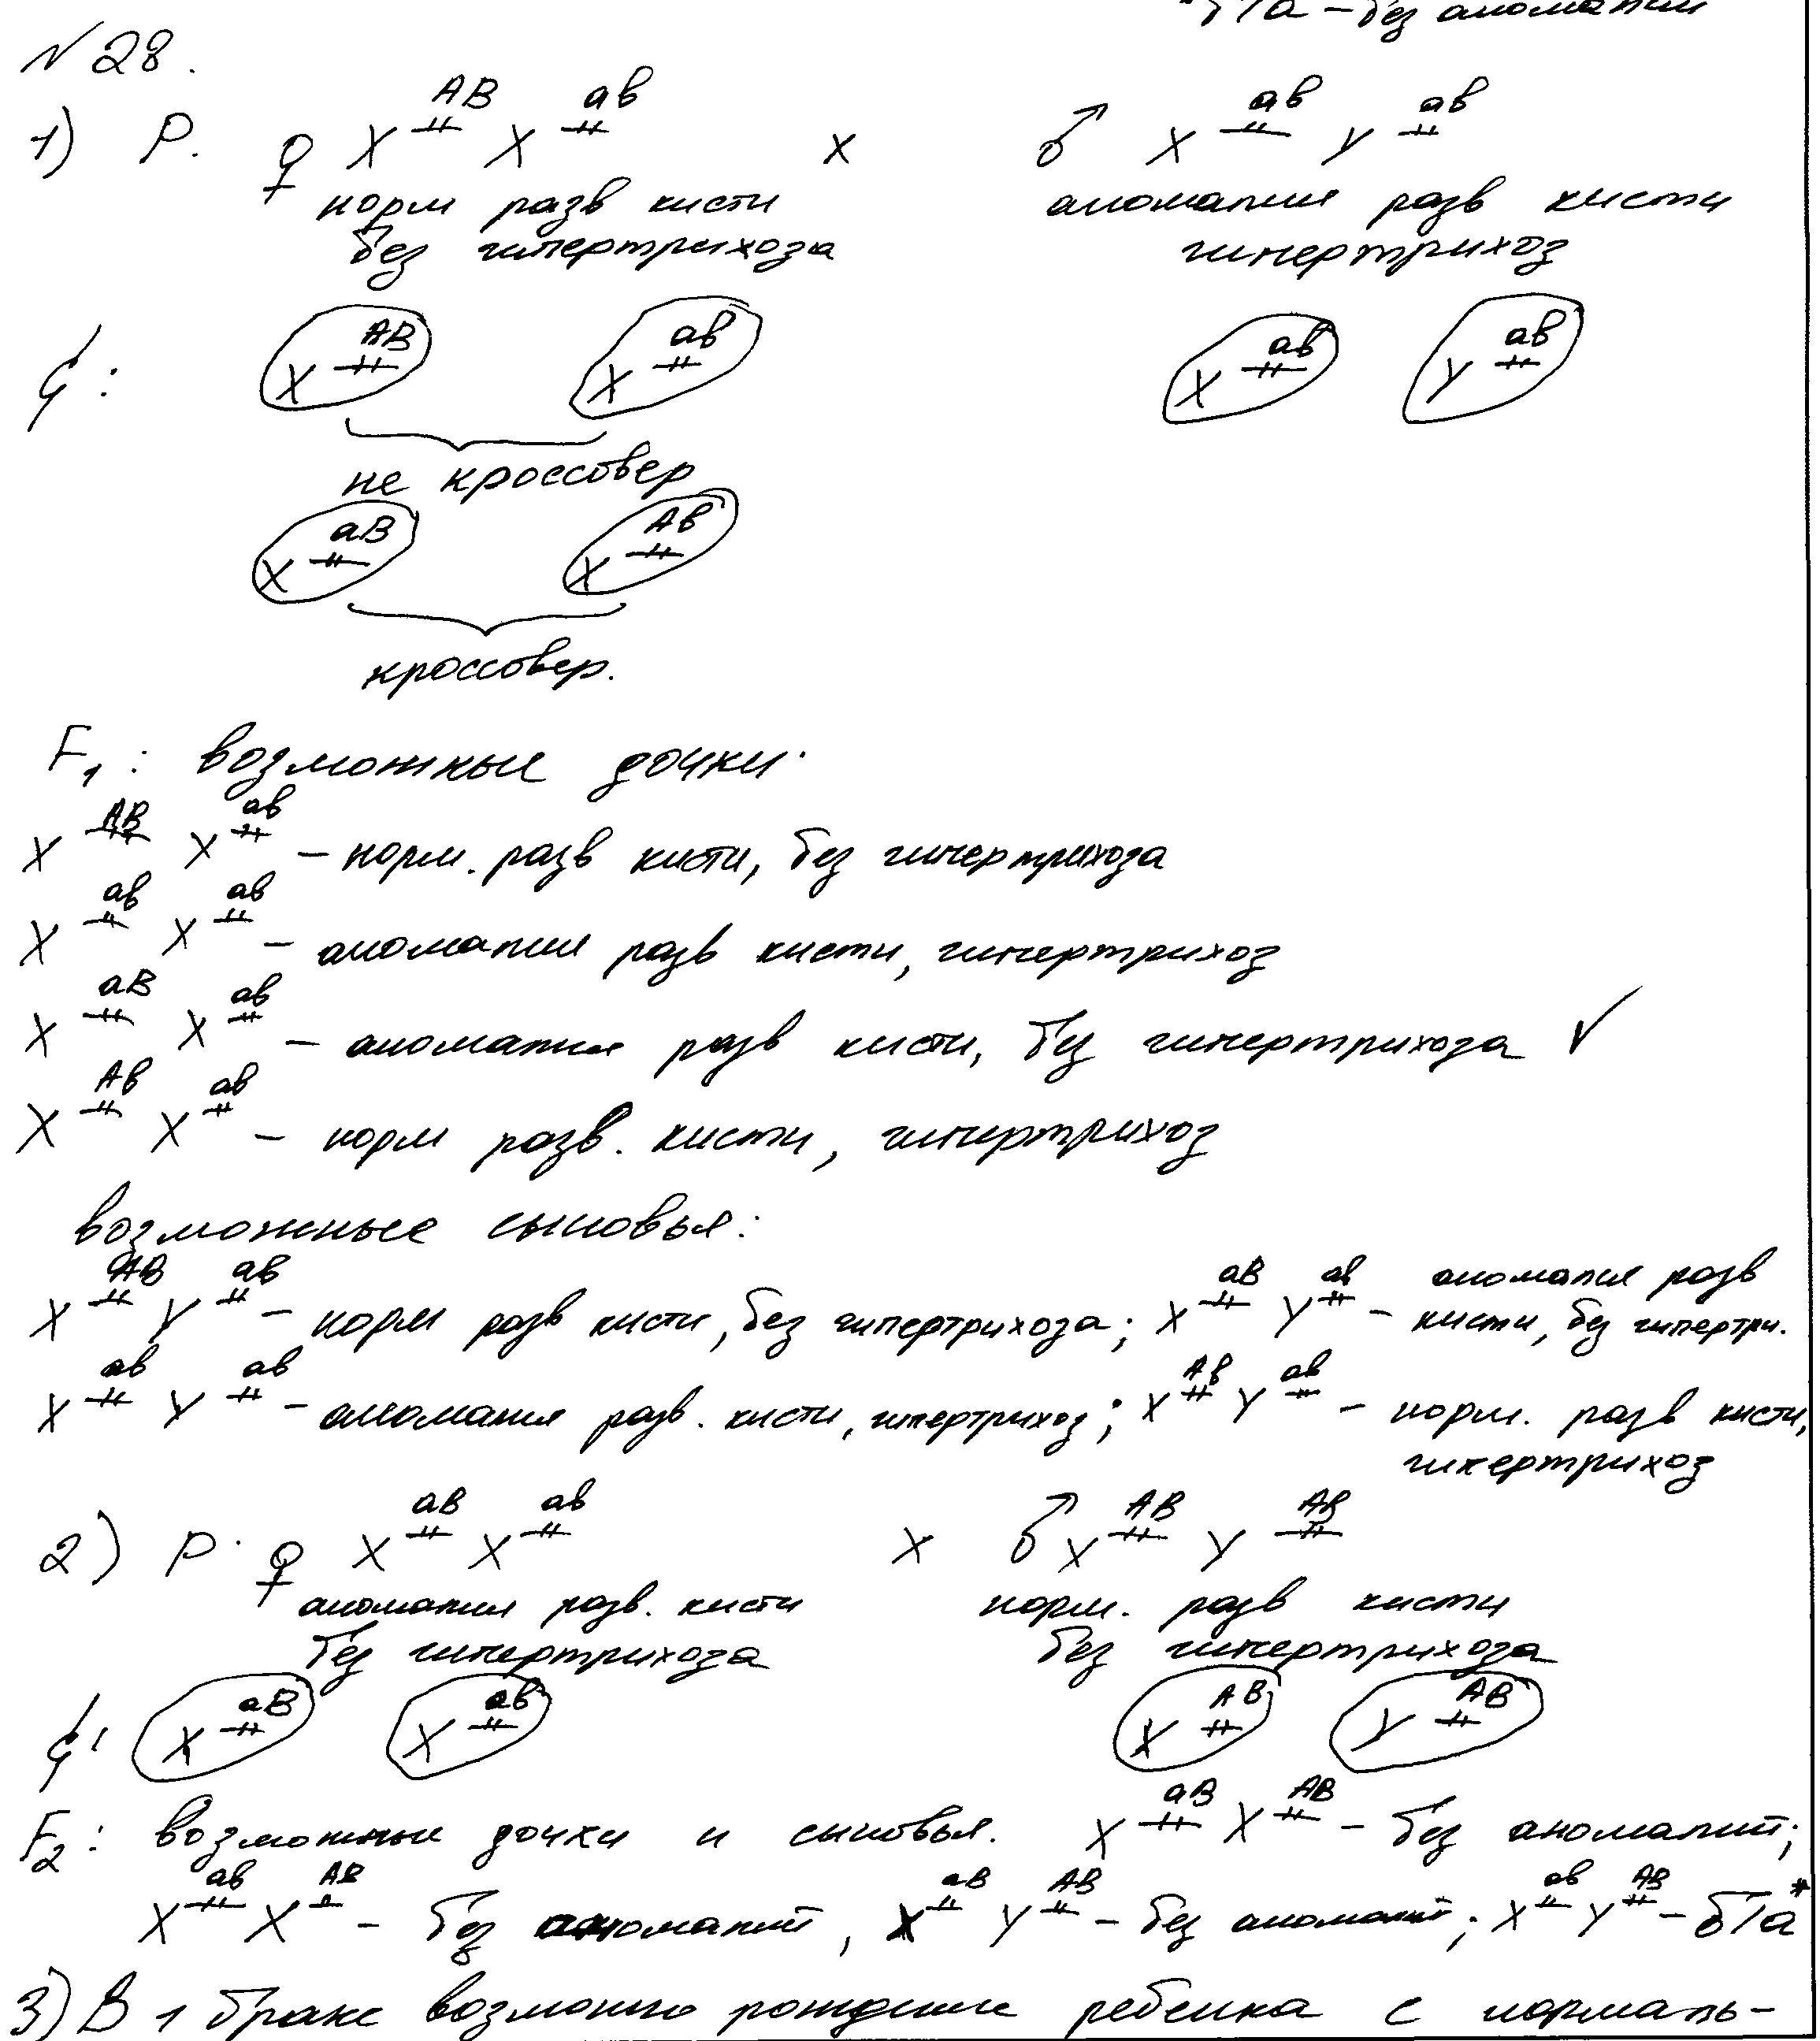 *б/а – без аномалий
№ 28.
1) P. ♀ X^AB X^ab x ♂ X^ab Y^ab
норм разв кисти аномалия разв кисти
без гипертрихоза гипертрихоз
G: X^AB X^ab X^ab Y^ab
не кроссовер
X^aB X^Ab
кроссовер.
F1: возможные дочки:
X^AB X^ab – норм. разв кисти, без гипертрихоза
X^ab X^ab – аномалия разв кисти, гипертрихоз
X^aB X^ab – аномалия разв кисти, без гипертрихоза ✓
X^Ab X^ab – норм разв. кисти, гипертрихоз
возможные сыновья:
X^AB Y^ab – норм разв кисти, без гипертрихоза; X^aB Y^ab – аномалия разв кисти, без гипертри.
X^ab Y^ab – аномалия разв. кисти, гипертрихоз; X^Ab Y^ab – норм. разв кисти,
гипертрихоз
2) P. ♀ X^aB X^ab x ♂ X^AB Y^AB
аномалия разв. кисти норм. разв кисти
без гипертрихоза без гипертрихоза
G: X^aB X^ab X^AB Y^AB
F2: возможные дочки и сыновья. X^aB X^AB – без аномалий;
X^ab X^AB – без аномалий, X^aB Y^AB – без аномалий; X^ab Y^AB – б/а*
3) В 1 браке возможно рождение ребенка с нормаль-